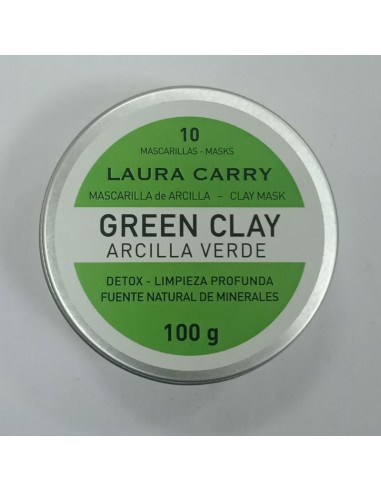 10
MASCARILLAS - MASKS
LAURA CARRY
MASCARILLA de ARCILLA - CLAY MASK
GREEN CLAY
ARCILLA VERDE
DETOX - LIMPIEZA PROFUNDA
FUENTE NATURAL DE MINERALES
100 g